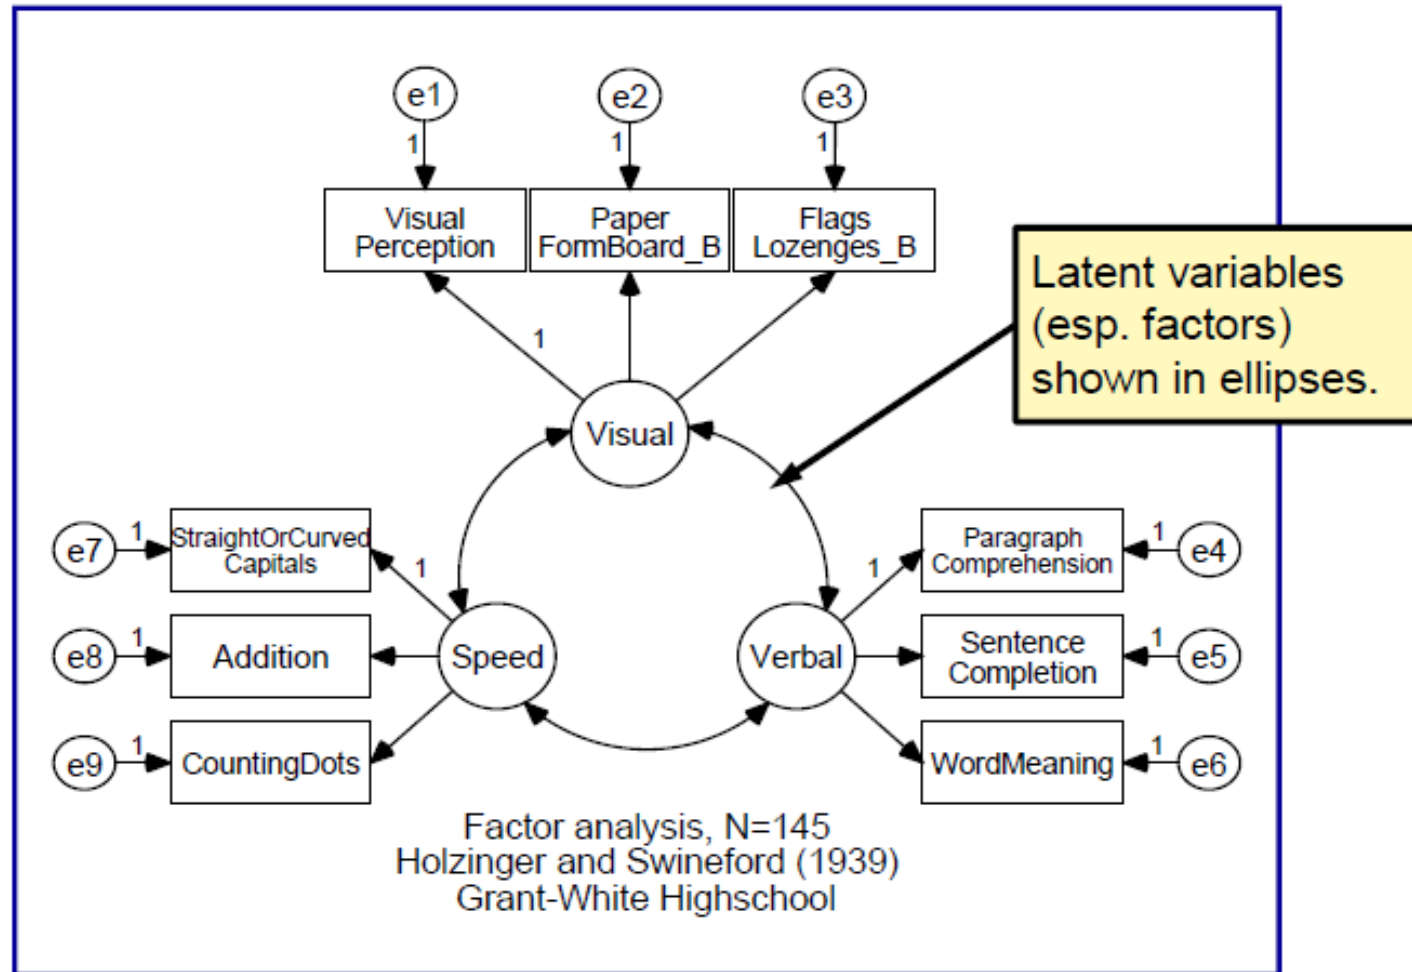 e1
e2
e3
1
1
1
Visual
Perception
Paper
FormBoard_B
Flags
Lozenges_B
Latent variables
(esp. factors)
shown in ellipses.
1
Visual
e7
1
StraightOrCurved
Capitals
1
1
Paragraph
Comprehension
1
e4
e8
1
Addition
Speed
Verbal
Sentence
Completion
1
e5
e9
1
CountingDots
WordMeaning
1
e6
Factor analysis, N=145
Holzinger and Swineford (1939)
Grant-White Highschool